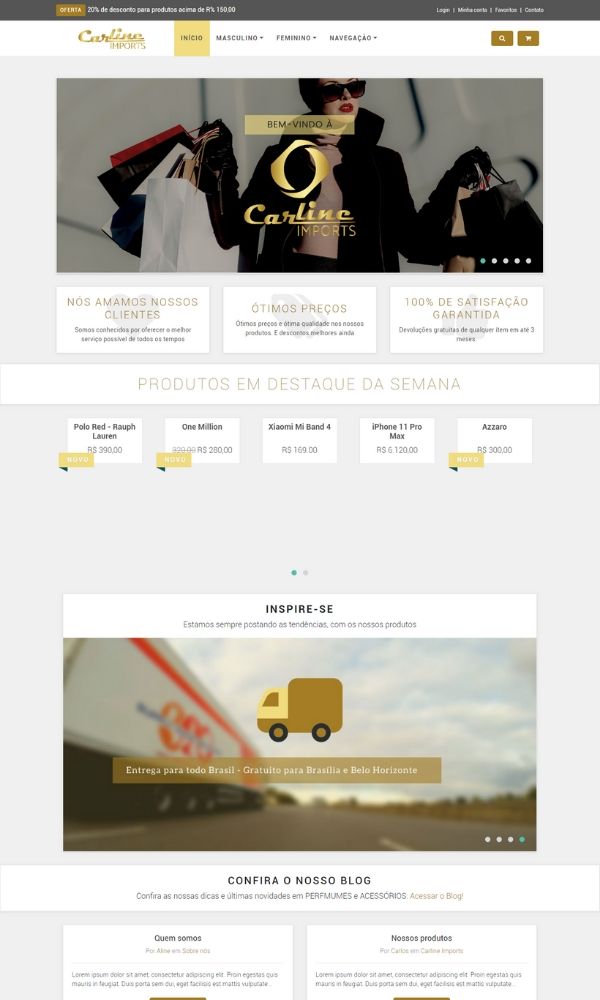 OFERTA 20% de desconto para produtos acima de R% 150,00
Login | Minha conta | Favoritos | Contato
Carline
IMPORTS
INÍCIO MASCULINO FEMININO NAVEGAÇÃO
BEM-VINDO À
Carline
IMPORTS
NÓS AMAMOS NOSSOS
CLIENTES
Somos conhecidos por oferecer o melhor
serviço possível de todos os tempos
ÓTIMOS PREÇOS
Ótimos preços e ótima qualidade nos nossos
produtos. E descontos melhores ainda
100% DE SATISFAÇÃO
GARANTIDA
Devoluções gratuitas de qualquer item em até 3
meses
PRODUTOS EM DESTAQUE DA SEMANA
Polo Red - Rauph
Lauren
R$ 390,00
NOVO
One Million
320,00 R$ 280,00
NOVO
Xiaomi Mi Band 4
R$ 169.00
iPhone 11 Pro
Max
R$ 6.120,00
Azzaro
R$ 300,00
NOVO
INSPIRE-SE
Estamos sempre postando as tendências, com os nossos produtos
Entrega para todo Brasil - Gratuito para Brasília e Belo Horizonte
CONFIRA O NOSSO BLOG
Confira as nossas dicas e últimas novidades em PERFMUMES e ACESSÓRIOS. Acessar o Blog!
Quem somos
Por Aline em Sobre nós
Lorem ipsum dolor sit amet, consectetur adipiscing elit. Proin egestas quis
mauris in feugiat. Duis porta sem dui, eget facilisis mattis vulputate...
Nossos produtos
Por Carlos em Carline Imports
Lorem ipsum dolor sit amet, consectetur adipiscing elit. Proin egestas quis
mauris in feugiat. Duis porta sem dui, eget facilisis mattis vulputate...